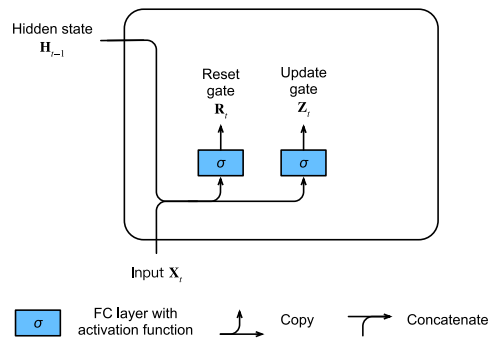 Hidden state
H_{t−1}
Reset
gate
R_t
Update
gate
Z_t
σ
σ
Input X_t
σ
FC layer with
activation function
Copy
Concatenate